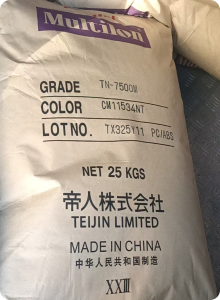 Multilon
GRADE TN-7500M
COLOR CM11534NT
LOT NO. TX325Y11 PC/ABS
NET 25 KGS
帝人株式会社
TEIJIN LIMITED
MADE IN CHINA
中华人民共和国制造
XXIII